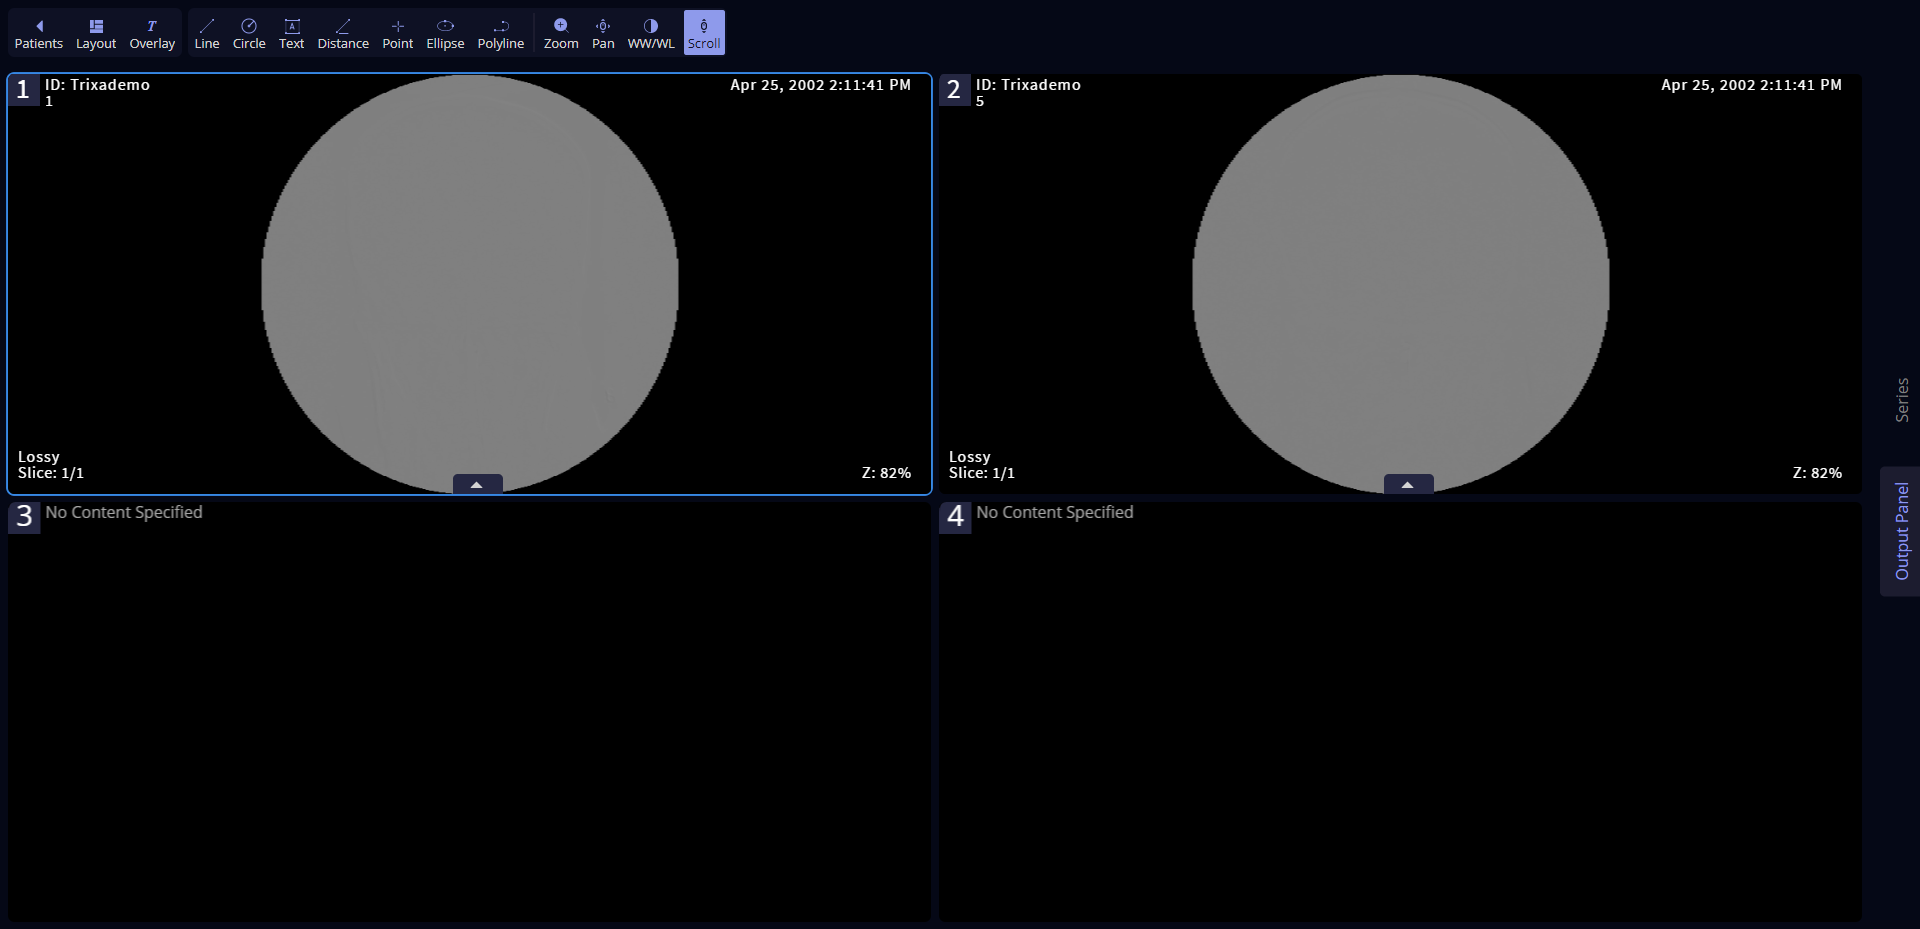 Patients Layout Overlay Line Circle Text Distance Point Ellipse Polyline Zoom Pan WW/WL Scroll
1 ID: Trixademo Apr 25, 2002 2:11:41 PM
1
Lossy
Slice: 1/1 Z: 82%
2 ID: Trixademo Apr 25, 2002 2:11:41 PM
5
Lossy
Slice: 1/1 Z: 82%
3 No Content Specified
4 No Content Specified
Series
Output Panel